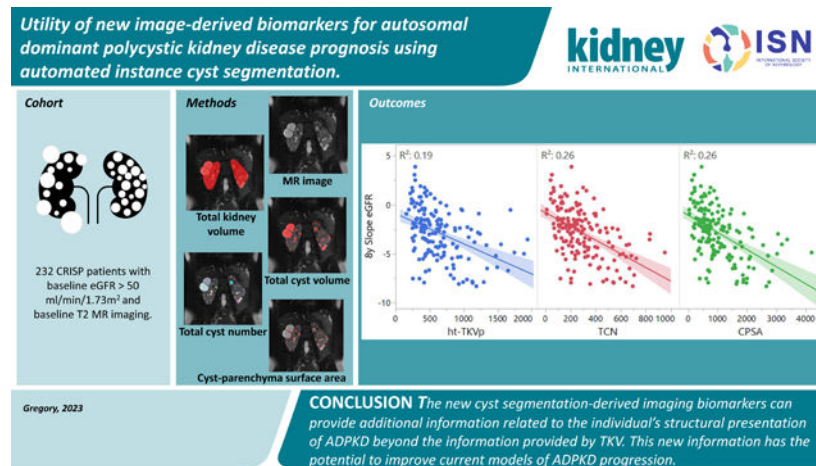 Utility of new image-derived biomarkers for autosomal
dominant polycystic kidney disease prognosis using
automated instance cyst segmentation.
kidney
INTERNATIONAL
ISN
INTERNATIONAL SOCIETY
OF NEPHROLOGY
Cohort
232 CRISP patients with
baseline eGFR > 50
ml/min/1.73m² and
baseline T2 MR imaging.
Methods
MR image
Total kidney
volume
Total cyst volume
Total cyst number
Cyst-parenchyma surface area
Outcomes
R²: 0.19
R²: 0.26
R²: 0.26
8y Slope eGFR
5
0
-5
-10
0 500 1000 1500 2000
0 200 400 600 800 1000
0 1000 2000 3000 4000
ht-TKVp
TCN
CPSA
Gregory, 2023
CONCLUSION The new cyst segmentation-derived imaging biomarkers can
provide additional information related to the individual's structural presentation
of ADPKD beyond the information provided by TKV. This new information has the
potential to improve current models of ADPKD progression.